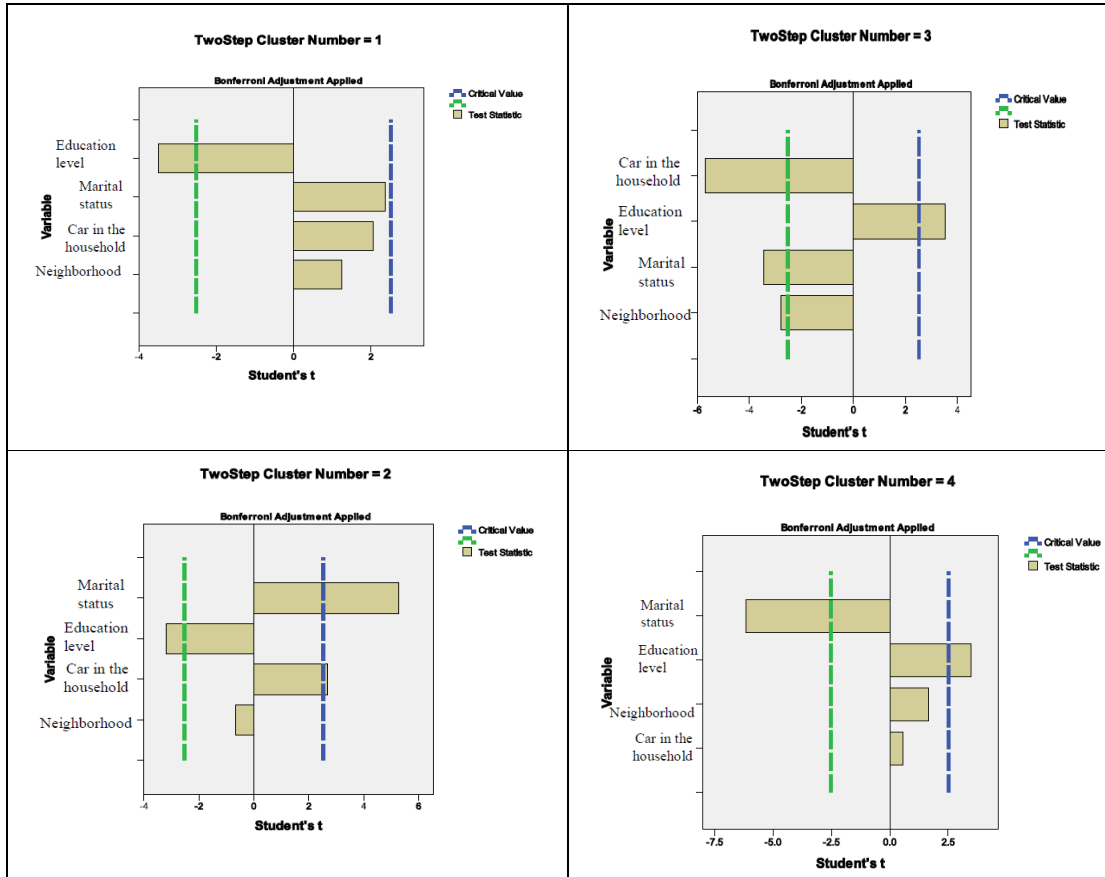 TwoStep Cluster Number = 1
Bonferroni Adjustment Applied
Critical Value
Test Statistic
Variable
Education
level
Marital
status
Car in the
household
Neighborhood
-4
-2
0
2
Student's t
TwoStep Cluster Number = 3
Bonferroni Adjustment Applied
Critical Value
Test Statistic
Variable
Car in the
household
Education
level
Marital
status
Neighborhood
-6
-4
-2
0
2
4
Student's t
TwoStep Cluster Number = 2
Bonferroni Adjustment Applied
Critical Value
Test Statistic
Variable
Marital
status
Education
level
Car in the
household
Neighborhood
-4
-2
0
2
4
6
Student's t
TwoStep Cluster Number = 4
Bonferroni Adjustment Applied
Critical Value
Test Statistic
Variable
Marital
status
Education
level
Neighborhood
Car in the
household
-7.5
-5.0
-2.5
0.0
2.5
Student's t